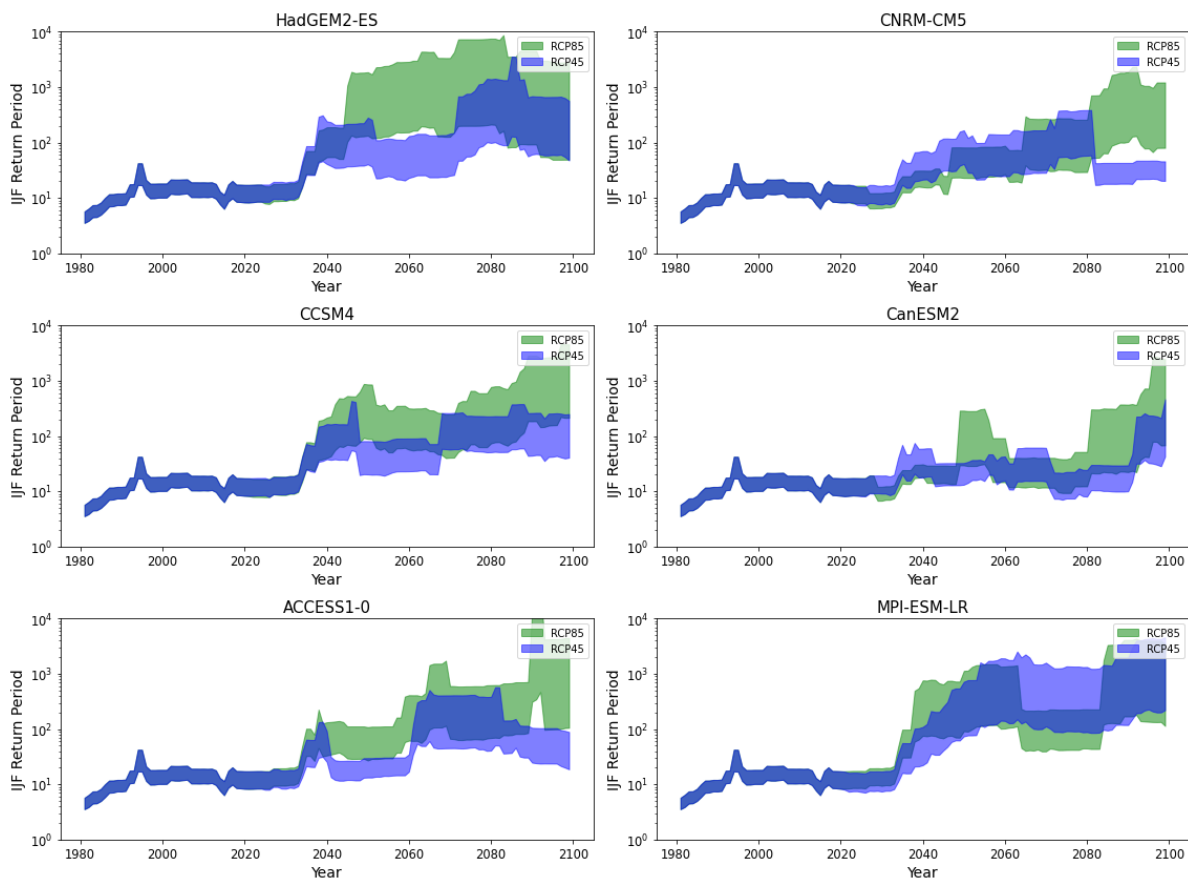 HadGEM2-ES
IJF Return Period
10^4
10^3
10^2
10^1
10^0
RCP85
RCP45
1980 2000 2020 2040 2060 2080 2100
Year
CNRM-CM5
IJF Return Period
10^4
10^3
10^2
10^1
10^0
RCP85
RCP45
1980 2000 2020 2040 2060 2080 2100
Year
CCSM4
IJF Return Period
10^4
10^3
10^2
10^1
10^0
RCP85
RCP45
1980 2000 2020 2040 2060 2080 2100
Year
CanESM2
IJF Return Period
10^4
10^3
10^2
10^1
10^0
RCP85
RCP45
1980 2000 2020 2040 2060 2080 2100
Year
ACCESS1-0
IJF Return Period
10^4
10^3
10^2
10^1
10^0
RCP85
RCP45
1980 2000 2020 2040 2060 2080 2100
Year
MPI-ESM-LR
IJF Return Period
10^4
10^3
10^2
10^1
10^0
RCP85
RCP45
1980 2000 2020 2040 2060 2080 2100
Year